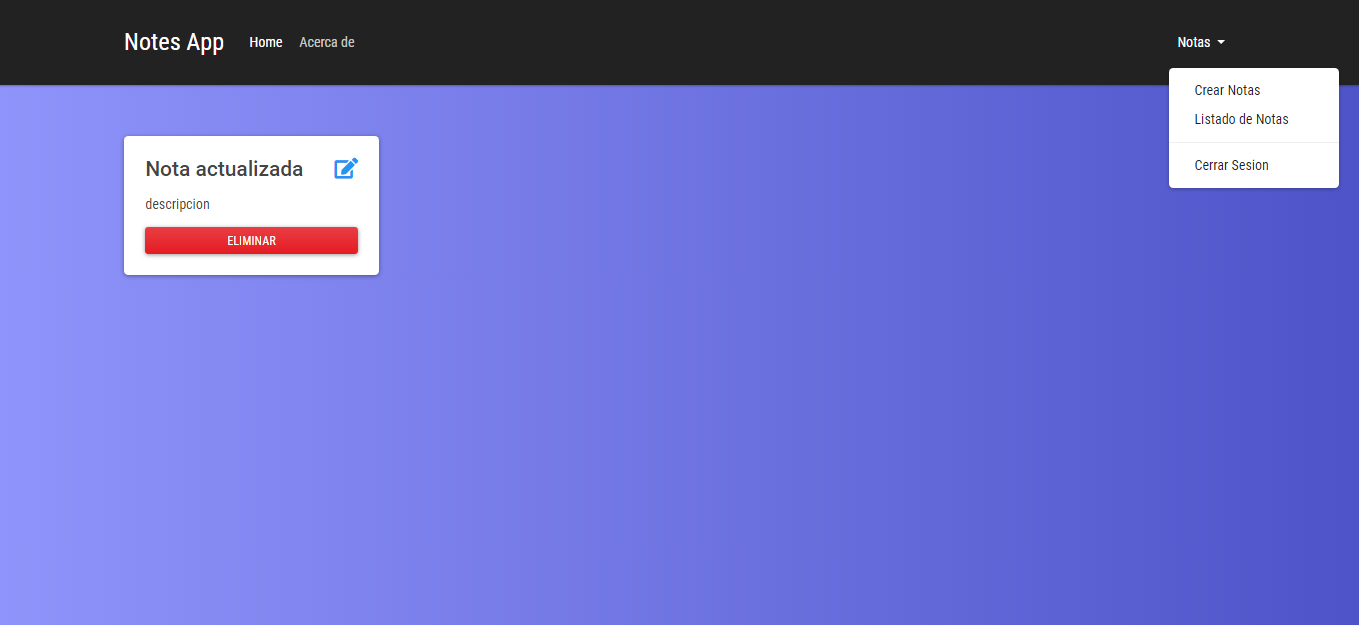 Notes App Home Acerca de Notas
Crear Notas
Listado de Notas
Cerrar Sesion
Nota actualizada
descripcion
ELIMINAR